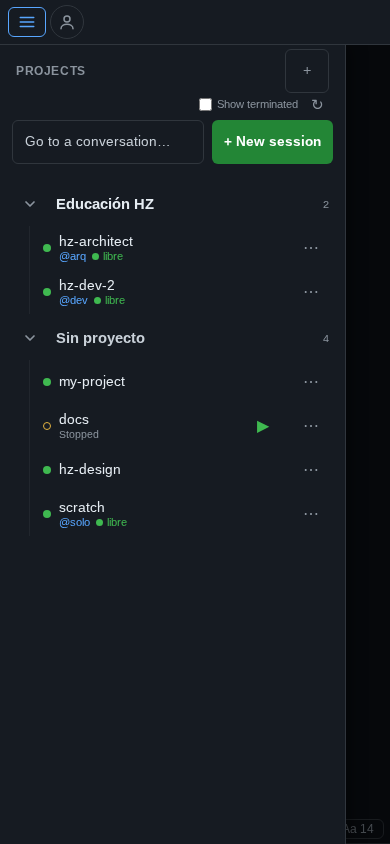 PROJECTS
+
Show terminated ↻
Go to a conversation…
+ New session
Educación HZ 2
hz-architect ⋯
@arq libre
hz-dev-2 ⋯
@dev libre
Sin proyecto 4
my-project ⋯
docs ⋯
Stopped
hz-design ⋯
scratch ⋯
@solo libre
Aa 14